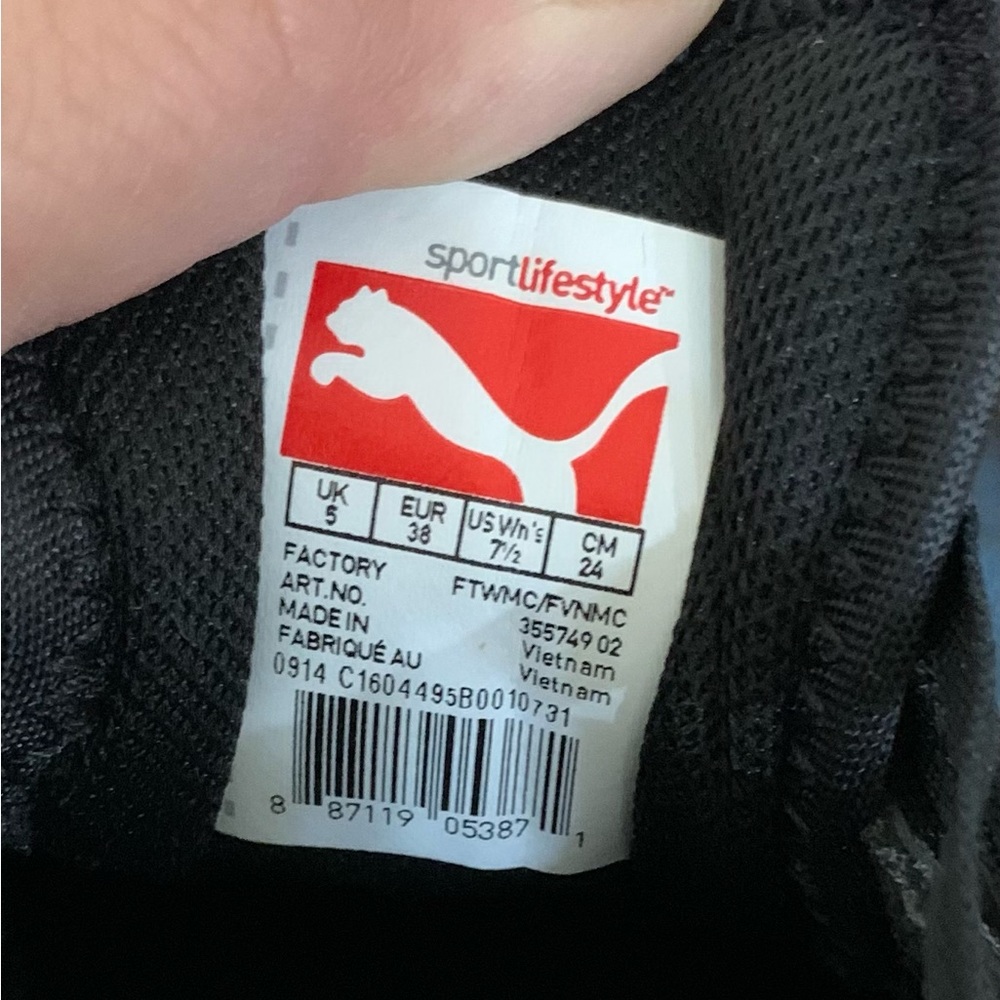 sportlifestyle™
UK EUR US Wn's CM
5 38 7½ 24
FACTORY FTWMC/FVNMC
ART.NO. 355749 02
MADE IN Vietnam
FABRIQUÉ AU Vietnam
0914 C1604495B0010731
8 87119 05387 1